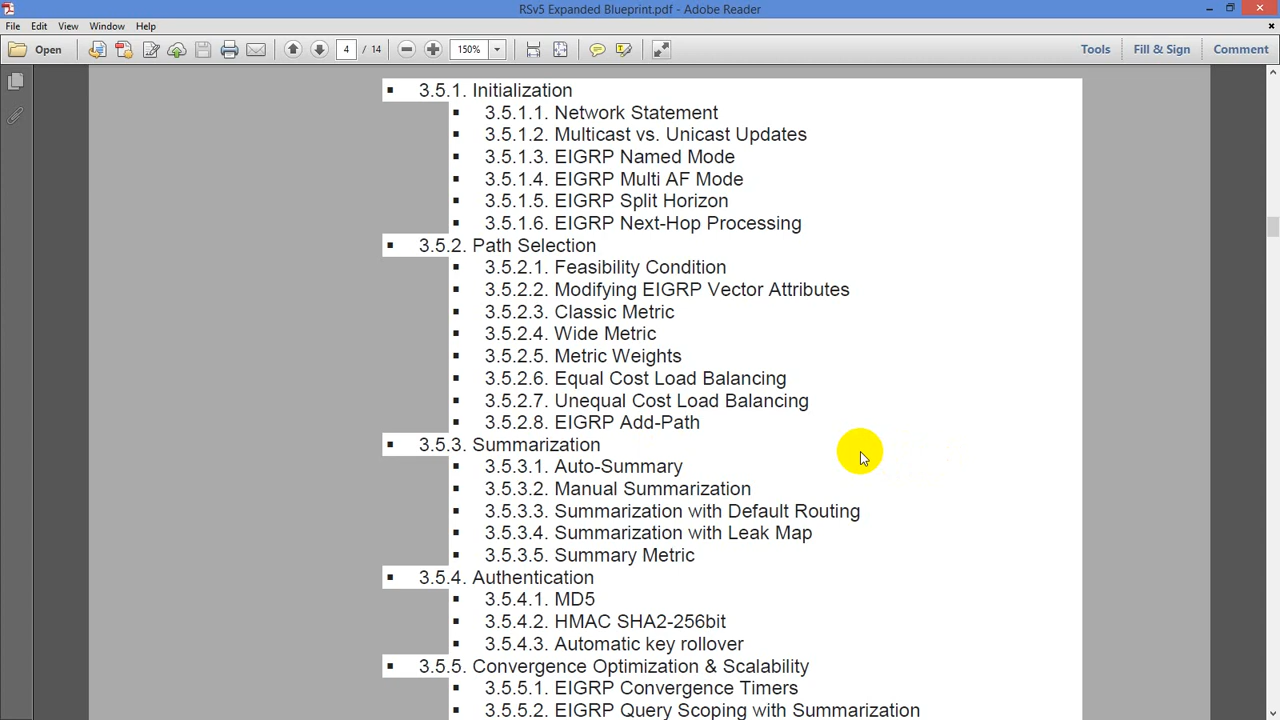 RSv5 Expanded Blueprint.pdf - Adobe Reader
File Edit View Window Help
Open 4 / 14 150% Tools Fill & Sign Comment
▪ 3.5.1. Initialization
▪ 3.5.1.1. Network Statement
▪ 3.5.1.2. Multicast vs. Unicast Updates
▪ 3.5.1.3. EIGRP Named Mode
▪ 3.5.1.4. EIGRP Multi AF Mode
▪ 3.5.1.5. EIGRP Split Horizon
▪ 3.5.1.6. EIGRP Next-Hop Processing
▪ 3.5.2. Path Selection
▪ 3.5.2.1. Feasibility Condition
▪ 3.5.2.2. Modifying EIGRP Vector Attributes
▪ 3.5.2.3. Classic Metric
▪ 3.5.2.4. Wide Metric
▪ 3.5.2.5. Metric Weights
▪ 3.5.2.6. Equal Cost Load Balancing
▪ 3.5.2.7. Unequal Cost Load Balancing
▪ 3.5.2.8. EIGRP Add-Path
▪ 3.5.3. Summarization
▪ 3.5.3.1. Auto-Summary
▪ 3.5.3.2. Manual Summarization
▪ 3.5.3.3. Summarization with Default Routing
▪ 3.5.3.4. Summarization with Leak Map
▪ 3.5.3.5. Summary Metric
▪ 3.5.4. Authentication
▪ 3.5.4.1. MD5
▪ 3.5.4.2. HMAC SHA2-256bit
▪ 3.5.4.3. Automatic key rollover
▪ 3.5.5. Convergence Optimization & Scalability
▪ 3.5.5.1. EIGRP Convergence Timers
▪ 3.5.5.2. EIGRP Query Scoping with Summarization